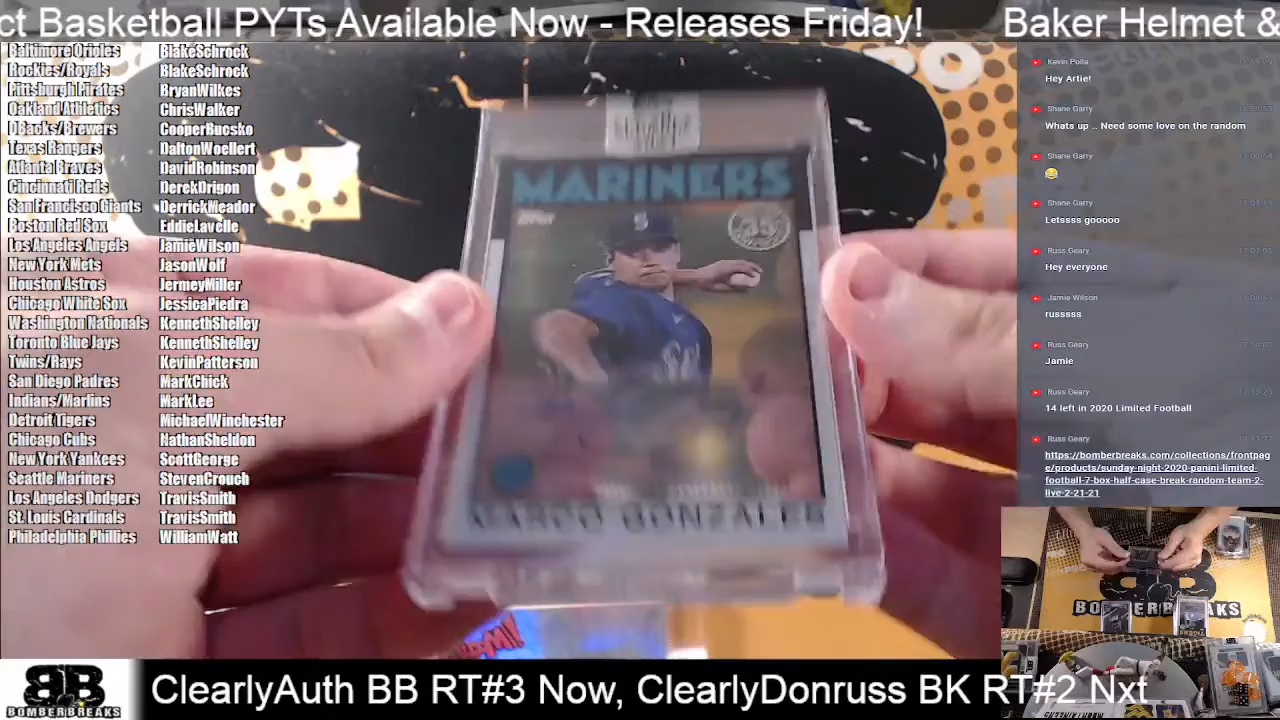 ct Basketball PYTs Available Now - Releases Friday! Baker Helmet &
Baltimore Orioles BlakeSchrock
Rockies/Royals BlakeSchrock
Pittsburgh Pirates BryanWilkes
Oakland Athletics ChrisWalker
DBacks/Brewers CooperBucsko
Texas Rangers DaltonWoellert
Atlanta Braves DavidRobinson
Cincinnati Reds DerekDrigon
San Francisco Giants DerrickMeador
Boston Red Sox EddieLavelle
Los Angeles Angels JamieWilson
New York Mets JasonWolf
Houston Astros JermeyMiller
Chicago White Sox JessicaPiedra
Washington Nationals KennethShelley
Toronto Blue Jays KennethShelley
Twins/Rays KevinPatterson
San Diego Padres MarkChick
Indians/Marlins MarkLee
Detroit Tigers MichaelWinchester
Chicago Cubs NathanSheldon
New York Yankees ScottGeorge
Seattle Mariners StevenCrouch
Los Angeles Dodgers TravisSmith
St. Louis Cardinals TravisSmith
Philadelphia Phillies WilliamWatt
MARINERS
Topps
35
S
MARCO GONZALES
Kevin Polla
Hey Artie!
Shane Garry
Whats up .. Need some love on the random
Shane Garry
😂
Shane Garry
Letssss gooooo
Russ Geary
Hey everyone
Jamie Wilson
russsss
Russ Geary
Jamie
Russ Geary
14 left in 2020 Limited Football
Russ Geary
https://bomberbreaks.com/collections/frontpag
e/products/sunday-night-2020-panini-limited-
football-7-box-half-case-break-random-team-2-
live-2-21-21
BB
BOMBERBREAKS
ClearlyAuth BB RT#3 Now, ClearlyDonruss BK RT#2 Nxt